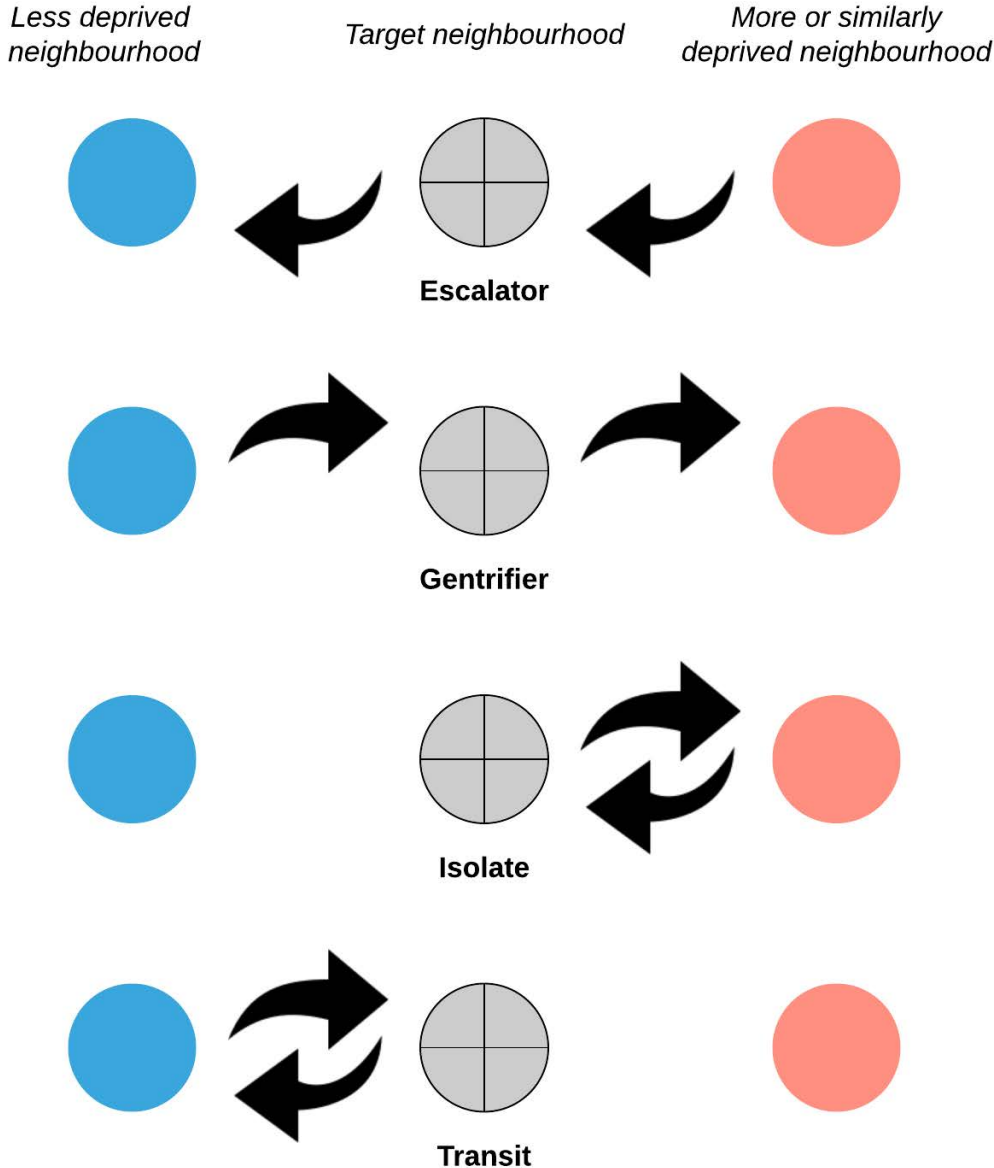 Less deprived
neighbourhood
Target neighbourhood
More or similarly
deprived neighbourhood
Escalator
Gentrifier
Isolate
Transit